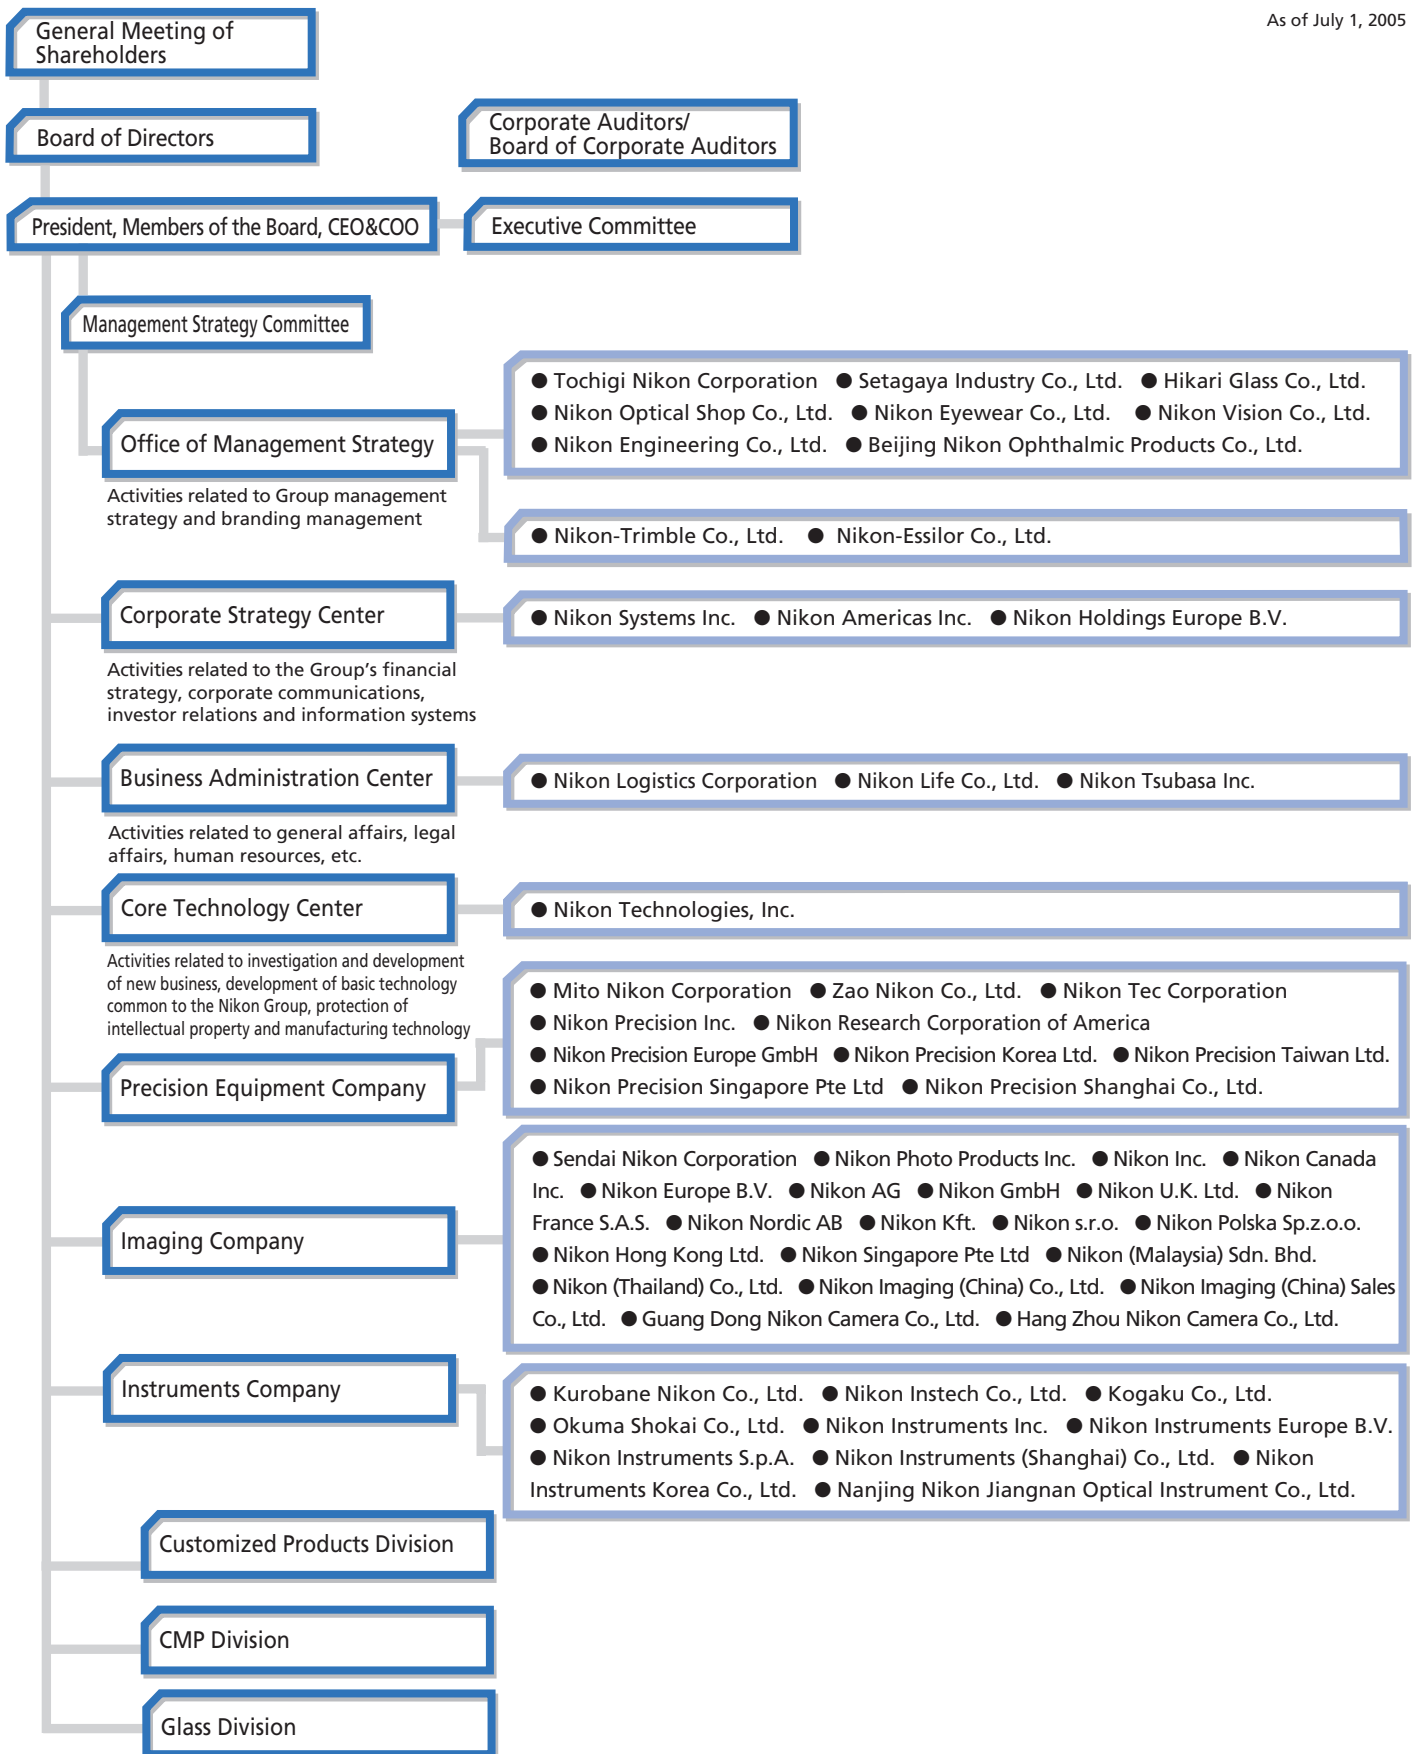 As of July 1, 2005
General Meeting of
Shareholders
Board of Directors
Corporate Auditors/
Board of Corporate Auditors
President, Members of the Board, CEO&COO
Executive Committee
Management Strategy Committee
Office of Management Strategy
Activities related to Group management
strategy and branding management
● Tochigi Nikon Corporation ● Setagaya Industry Co., Ltd. ● Hikari Glass Co., Ltd.
● Nikon Optical Shop Co., Ltd. ● Nikon Eyewear Co., Ltd. ● Nikon Vision Co., Ltd.
● Nikon Engineering Co., Ltd. ● Beijing Nikon Ophthalmic Products Co., Ltd.
● Nikon-Trimble Co., Ltd. ● Nikon-Essilor Co., Ltd.
Corporate Strategy Center
Activities related to the Group’s financial
strategy, corporate communications,
investor relations and information systems
● Nikon Systems Inc. ● Nikon Americas Inc. ● Nikon Holdings Europe B.V.
Business Administration Center
Activities related to general affairs, legal
affairs, human resources, etc.
● Nikon Logistics Corporation ● Nikon Life Co., Ltd. ● Nikon Tsubasa Inc.
Core Technology Center
Activities related to investigation and development
of new business, development of basic technology
common to the Nikon Group, protection of
intellectual property and manufacturing technology
● Nikon Technologies, Inc.
Precision Equipment Company
● Mito Nikon Corporation ● Zao Nikon Co., Ltd. ● Nikon Tec Corporation
● Nikon Precision Inc. ● Nikon Research Corporation of America
● Nikon Precision Europe GmbH ● Nikon Precision Korea Ltd. ● Nikon Precision Taiwan Ltd.
● Nikon Precision Singapore Pte Ltd ● Nikon Precision Shanghai Co., Ltd.
Imaging Company
● Sendai Nikon Corporation ● Nikon Photo Products Inc. ● Nikon Inc. ● Nikon Canada
Inc. ● Nikon Europe B.V. ● Nikon AG ● Nikon GmbH ● Nikon U.K. Ltd. ● Nikon
France S.A.S. ● Nikon Nordic AB ● Nikon Kft. ● Nikon s.r.o. ● Nikon Polska Sp.z.o.o.
● Nikon Hong Kong Ltd. ● Nikon Singapore Pte Ltd ● Nikon (Malaysia) Sdn. Bhd.
● Nikon (Thailand) Co., Ltd. ● Nikon Imaging (China) Co., Ltd. ● Nikon Imaging (China) Sales
Co., Ltd. ● Guang Dong Nikon Camera Co., Ltd. ● Hang Zhou Nikon Camera Co., Ltd.
Instruments Company
● Kurobane Nikon Co., Ltd. ● Nikon Instech Co., Ltd. ● Kogaku Co., Ltd.
● Okuma Shokai Co., Ltd. ● Nikon Instruments Inc. ● Nikon Instruments Europe B.V.
● Nikon Instruments S.p.A. ● Nikon Instruments (Shanghai) Co., Ltd. ● Nikon
Instruments Korea Co., Ltd. ● Nanjing Nikon Jiangnan Optical Instrument Co., Ltd.
Customized Products Division
CMP Division
Glass Division